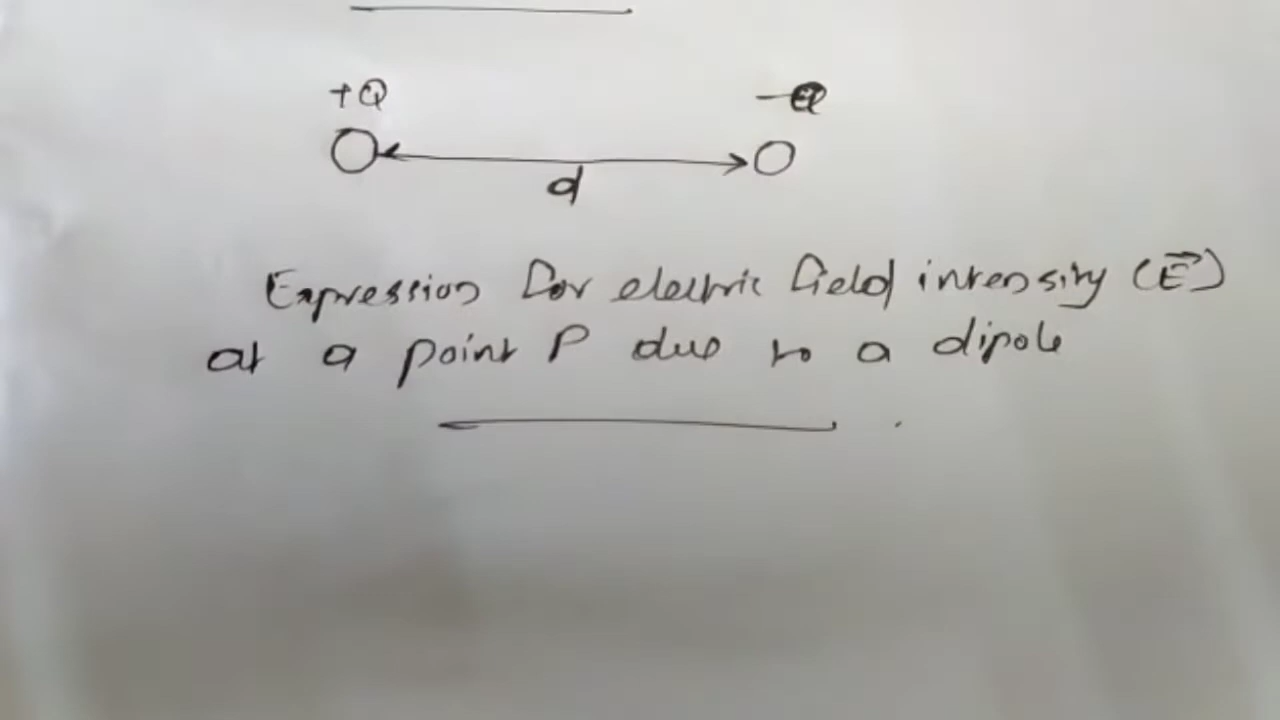 +Q
d
Expression for electric field intensity (E⃗)
at a point P due to a dipole